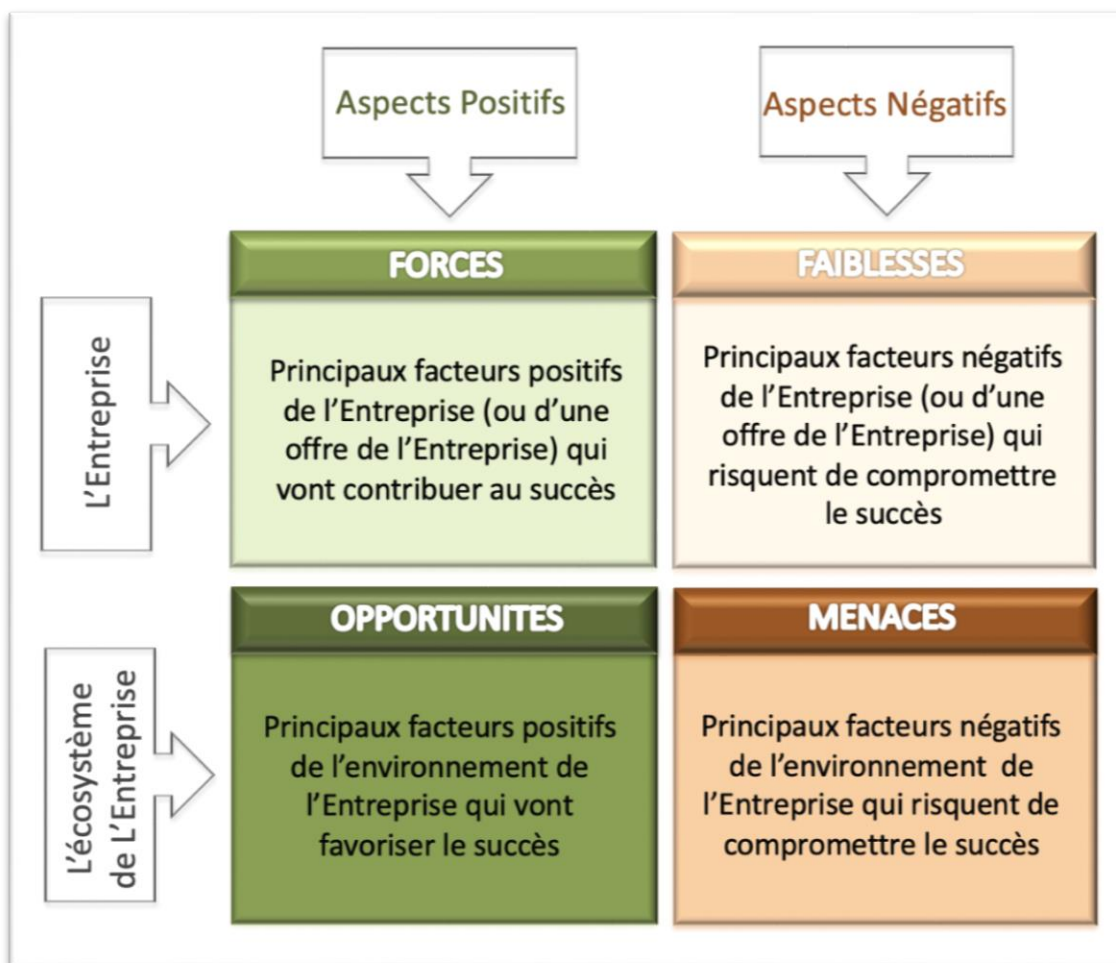 Aspects Positifs
Aspects Négatifs
FORCES
FAIBLESSES
L'Entreprise
Principaux facteurs positifs
de l'Entreprise (ou d'une
offre de l'Entreprise) qui
vont contribuer au succès
Principaux facteurs négatifs
de l'Entreprise (ou d'une
offre de l'Entreprise) qui
risquent de compromettre
le succès
OPPORTUNITES
MENACES
L'écosystème
de L'Entreprise
Principaux facteurs positifs
de l'environnement de
l'Entreprise qui vont
favoriser le succès
Principaux facteurs négatifs
de l'environnement de
l'Entreprise qui risquent de
compromettre le succès